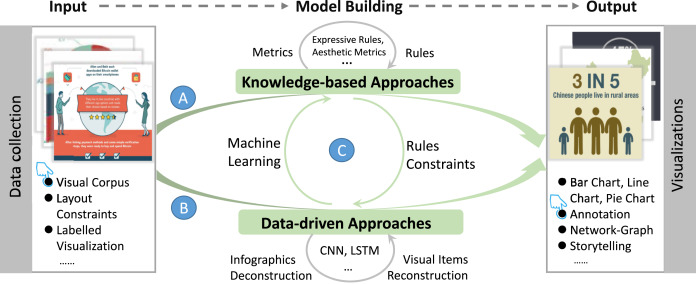 Input
Model Building
Output
Data collection
Visual Corpus
Layout
Constraints
Labelled
Visualization
......
Expressive Rules,
Aesthetic Metrics
...
Metrics
Rules
Knowledge-based Approaches
A
Machine
Learning
C
Rules
Constraints
B
Data-driven Approaches
CNN, LSTM
...
Infographics
Deconstruction
Visual Items
Reconstruction
3 IN 5
Chinese people live in rural areas
Bar Chart, Line
Chart, Pie Chart
Annotation
Network-Graph
Storytelling
......
Visualizations